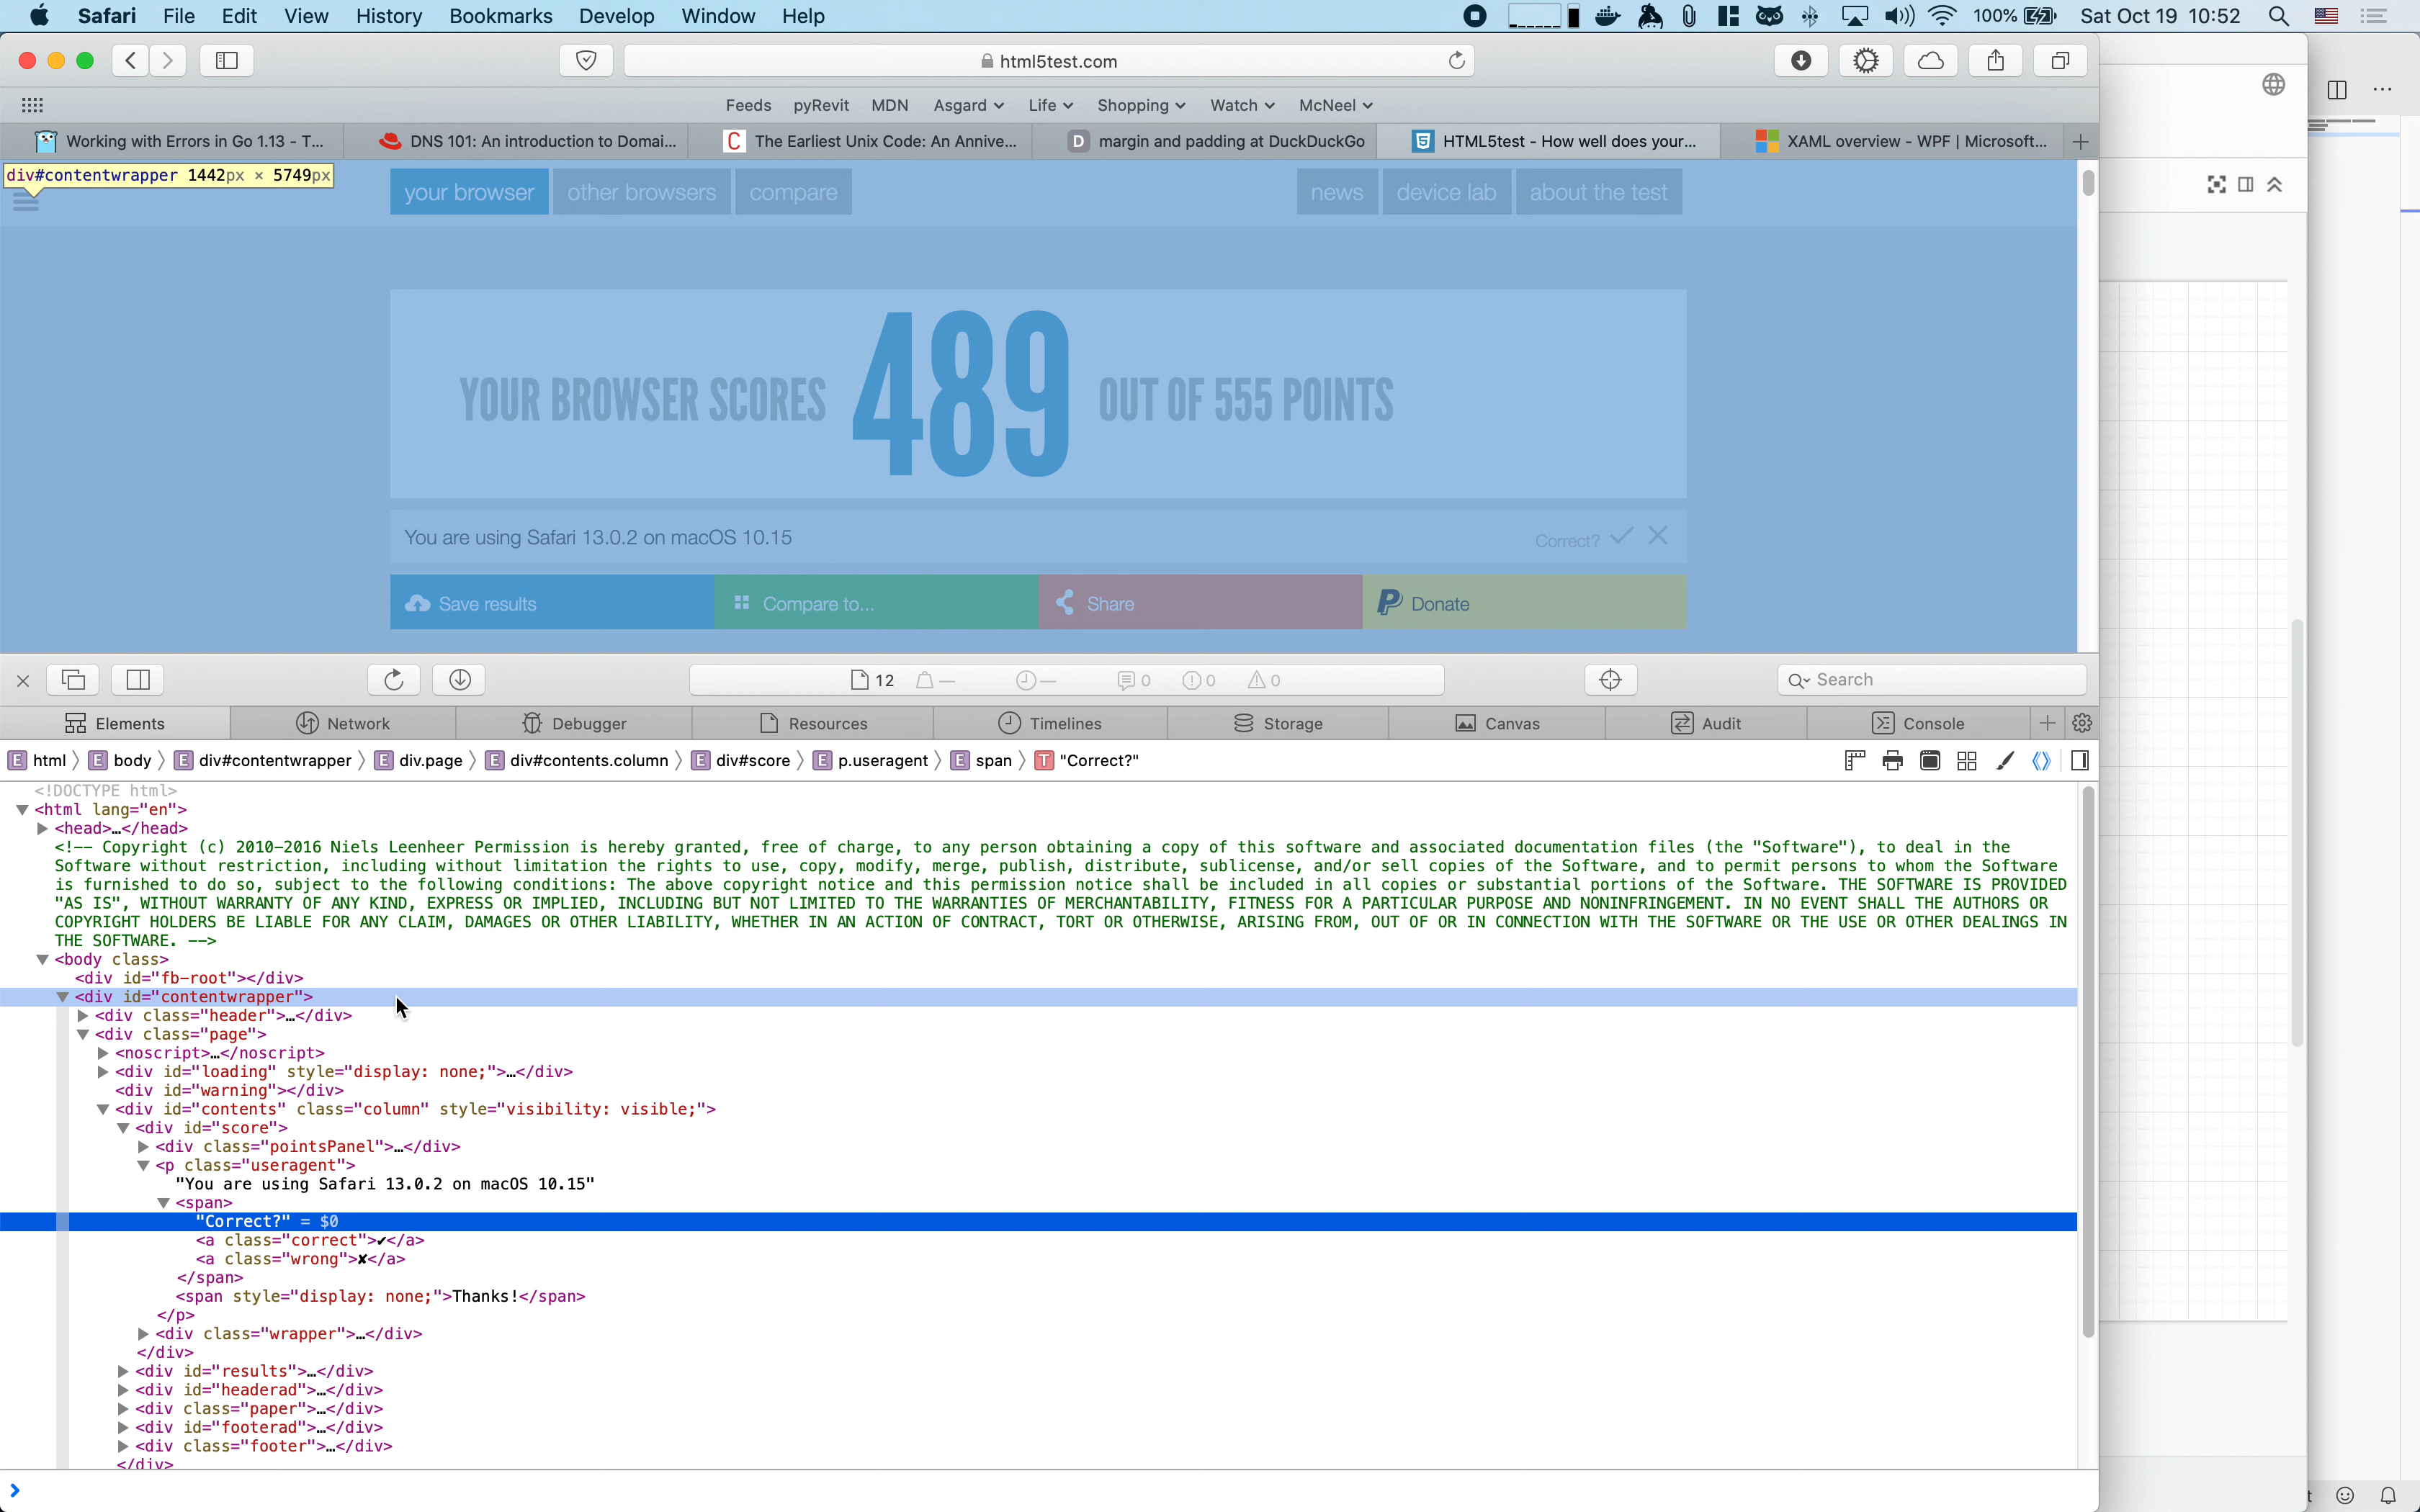 Safari File Edit View History Bookmarks Develop Window Help 100% Sat Oct 19 10:52
html5test.com
Feeds pyRevit MDN Asgard Life Shopping Watch McNeel
Working with Errors in Go 1.13 - T... DNS 101: An introduction to Domai... The Earliest Unix Code: An Annive... margin and padding at DuckDuckGo HTML5test - How well does your... XAML overview - WPF | Microsoft...
div#contentwrapper 1442px × 5749px
your browser other browsers compare news device lab about the test
YOUR BROWSER SCORES 489 OUT OF 555 POINTS
You are using Safari 13.0.2 on macOS 10.15 Correct?
Save results Compare to... Share Donate
12 — — 0 0 0 Search
Elements Network Debugger Resources Timelines Storage Canvas Audit Console
E html E body E div#contentwrapper E div.page E div#contents.column E div#score E p.useragent E span T "Correct?"
<!DOCTYPE html>
<html lang="en">
<head>…</head>
<!-- Copyright (c) 2010-2016 Niels Leenheer Permission is hereby granted, free of charge, to any person obtaining a copy of this software and associated documentation files (the "Software"), to deal in the
Software without restriction, including without limitation the rights to use, copy, modify, merge, publish, distribute, sublicense, and/or sell copies of the Software, and to permit persons to whom the Software
is furnished to do so, subject to the following conditions: The above copyright notice and this permission notice shall be included in all copies or substantial portions of the Software. THE SOFTWARE IS PROVIDED
"AS IS", WITHOUT WARRANTY OF ANY KIND, EXPRESS OR IMPLIED, INCLUDING BUT NOT LIMITED TO THE WARRANTIES OF MERCHANTABILITY, FITNESS FOR A PARTICULAR PURPOSE AND NONINFRINGEMENT. IN NO EVENT SHALL THE AUTHORS OR
COPYRIGHT HOLDERS BE LIABLE FOR ANY CLAIM, DAMAGES OR OTHER LIABILITY, WHETHER IN AN ACTION OF CONTRACT, TORT OR OTHERWISE, ARISING FROM, OUT OF OR IN CONNECTION WITH THE SOFTWARE OR THE USE OR OTHER DEALINGS IN
THE SOFTWARE. -->
<body class>
<div id="fb-root"></div>
<div id="contentwrapper">
<div class="header">…</div>
<div class="page">
<noscript>…</noscript>
<div id="loading" style="display: none;">…</div>
<div id="warning"></div>
<div id="contents" class="column" style="visibility: visible;">
<div id="score">
<div class="pointsPanel">…</div>
<p class="useragent">
"You are using Safari 13.0.2 on macOS 10.15"
<span>
"Correct?" = $0
<a class="correct">✔</a>
<a class="wrong">✘</a>
</span>
<span style="display: none;">Thanks!</span>
</p>
<div class="wrapper">…</div>
</div>
<div id="results">…</div>
<div id="headerad">…</div>
<div class="paper">…</div>
<div id="footerad">…</div>
<div class="footer">…</div>
</div>